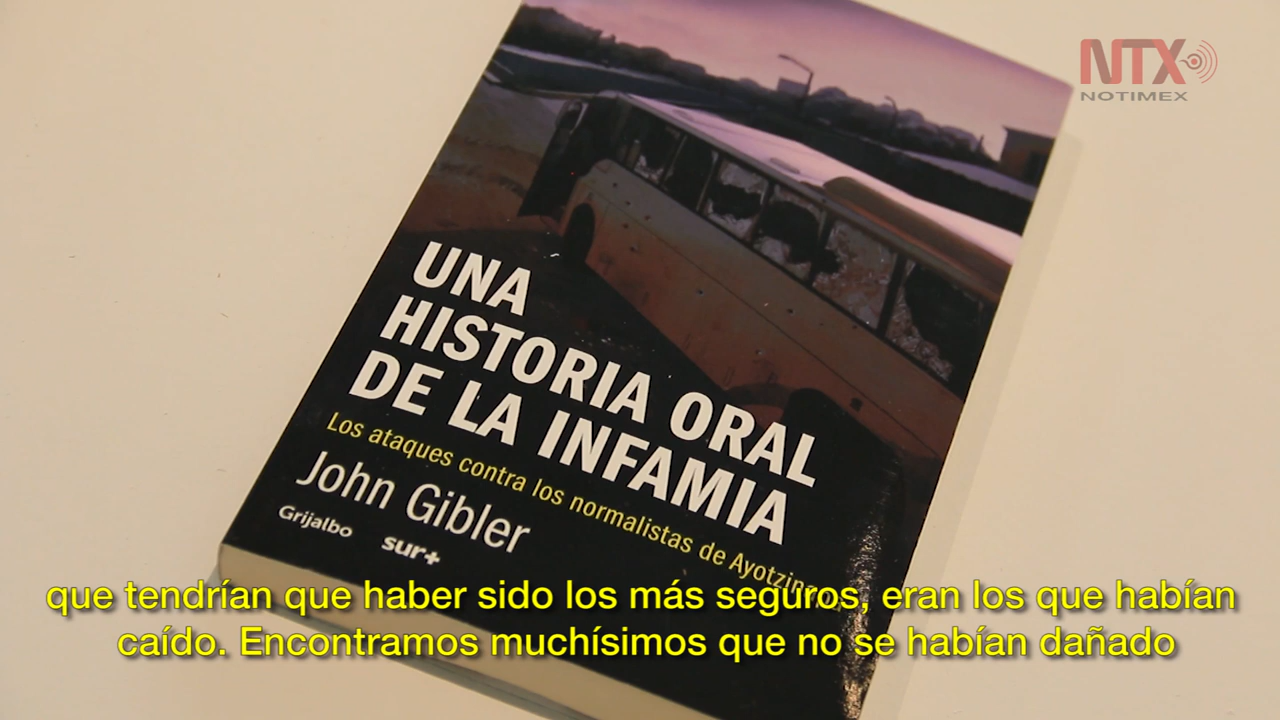 NTX
NOTIMEX
UNA
HISTORIA ORAL
DE LA INFAMIA
Los ataques contra los normalistas de
John Gibler
Grijalbo
sur+
que tendrían que haber sido los más seguros, eran los que habían
caído. Encontramos muchísimos que no se habían dañado